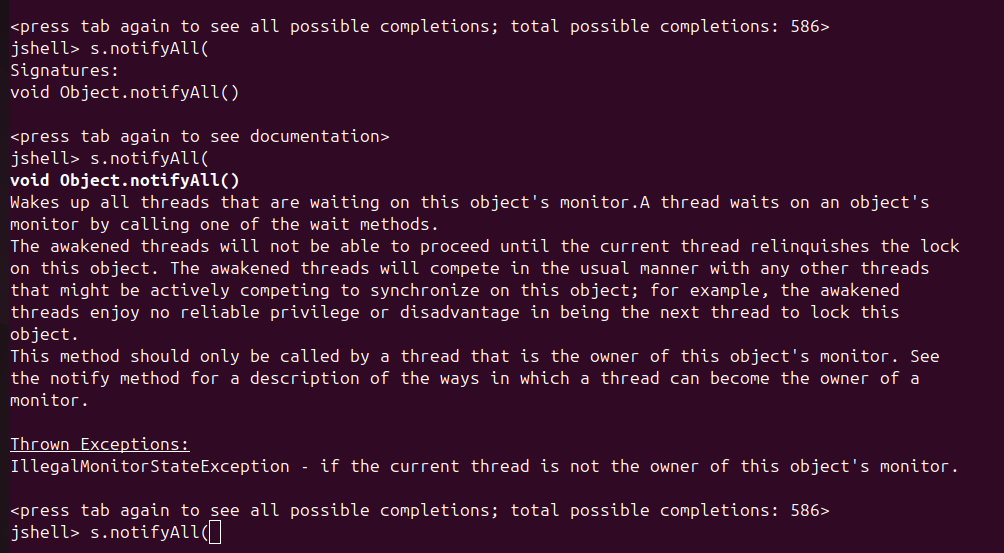 <press tab again to see all possible completions; total possible completions: 586>
jshell> s.notifyAll(
Signatures:
void Object.notifyAll()
<press tab again to see documentation>
jshell> s.notifyAll(
void Object.notifyAll()
Wakes up all threads that are waiting on this object's monitor.A thread waits on an object's
monitor by calling one of the wait methods.
The awakened threads will not be able to proceed until the current thread relinquishes the lock
on this object. The awakened threads will compete in the usual manner with any other threads
that might be actively competing to synchronize on this object; for example, the awakened
threads enjoy no reliable privilege or disadvantage in being the next thread to lock this
object.
This method should only be called by a thread that is the owner of this object's monitor. See
the notify method for a description of the ways in which a thread can become the owner of a
monitor.
Thrown Exceptions:
IllegalMonitorStateException - if the current thread is not the owner of this object's monitor.
<press tab again to see all possible completions; total possible completions: 586>
jshell> s.notifyAll(